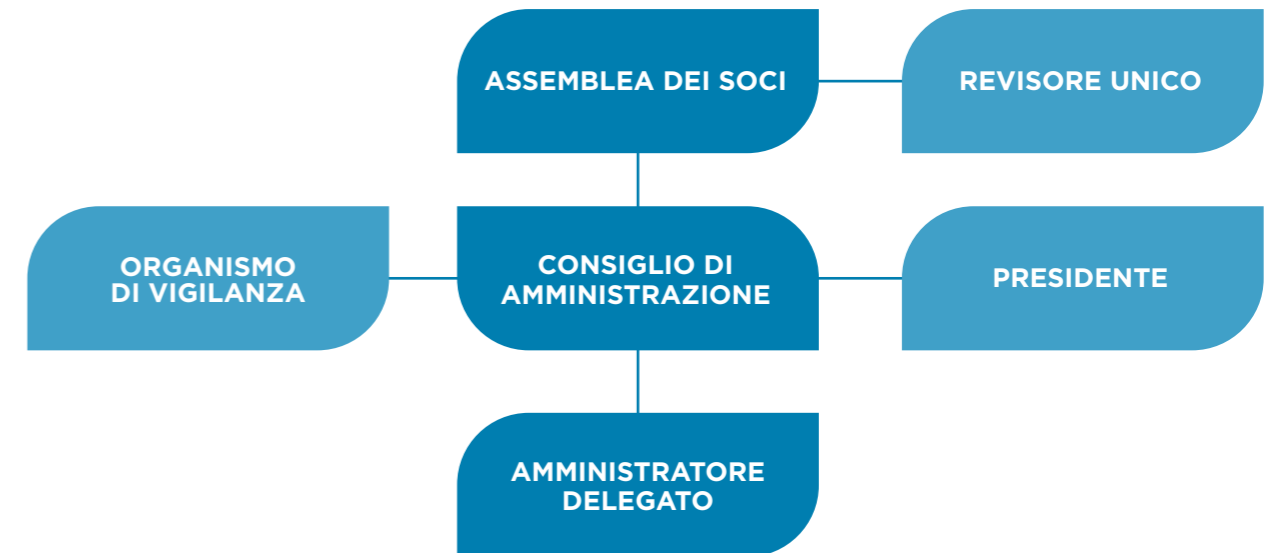 ASSEMBLEA DEI SOCI
REVISORE UNICO
ORGANISMO
DI VIGILANZA
CONSIGLIO DI
AMMINISTRAZIONE
PRESIDENTE
AMMINISTRATORE
DELEGATO